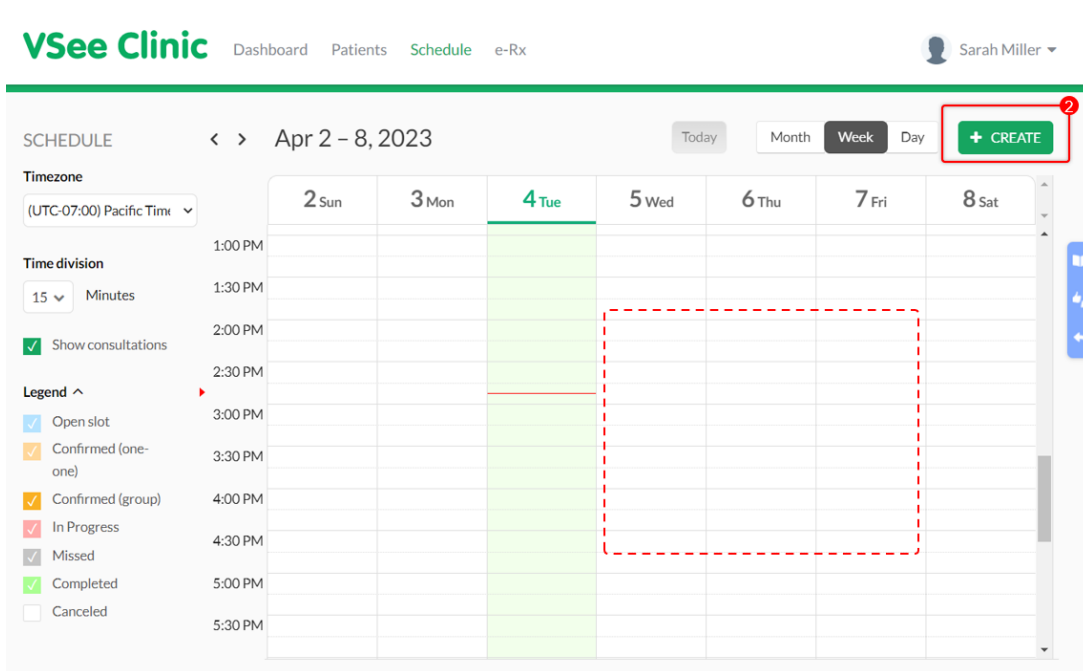 VSee Clinic Dashboard Patients Schedule e-Rx Sarah Miller
2
SCHEDULE Apr 2 – 8, 2023 Today Month Week Day + CREATE
Timezone
(UTC-07:00) Pacific Time
2 Sun 3 Mon 4 Tue 5 Wed 6 Thu 7 Fri 8 Sat
Time division
15 Minutes
Show consultations
Legend
Open slot
Confirmed (one-
one)
Confirmed (group)
In Progress
Missed
Completed
Canceled
1:00 PM
1:30 PM
2:00 PM
2:30 PM
3:00 PM
3:30 PM
4:00 PM
4:30 PM
5:00 PM
5:30 PM